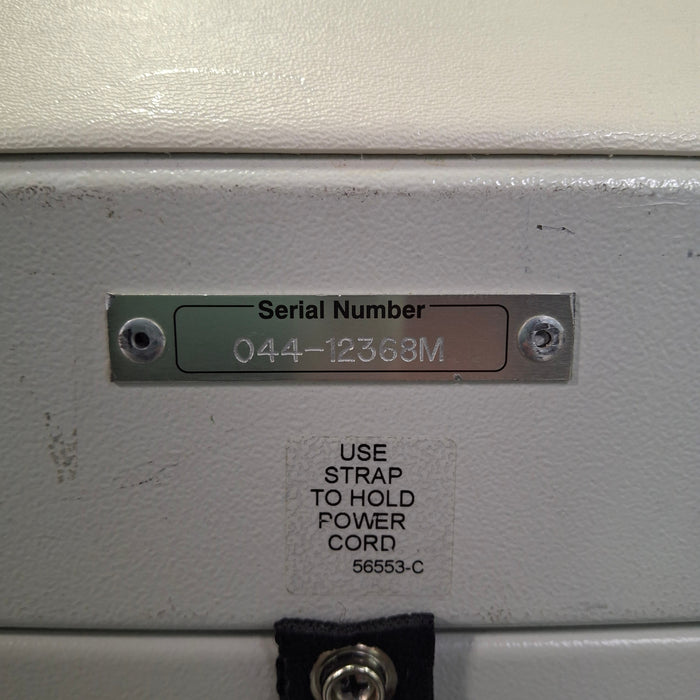 Serial Number
044-12368M
USE
STRAP
TO HOLD
POWER
CORD
56553-C